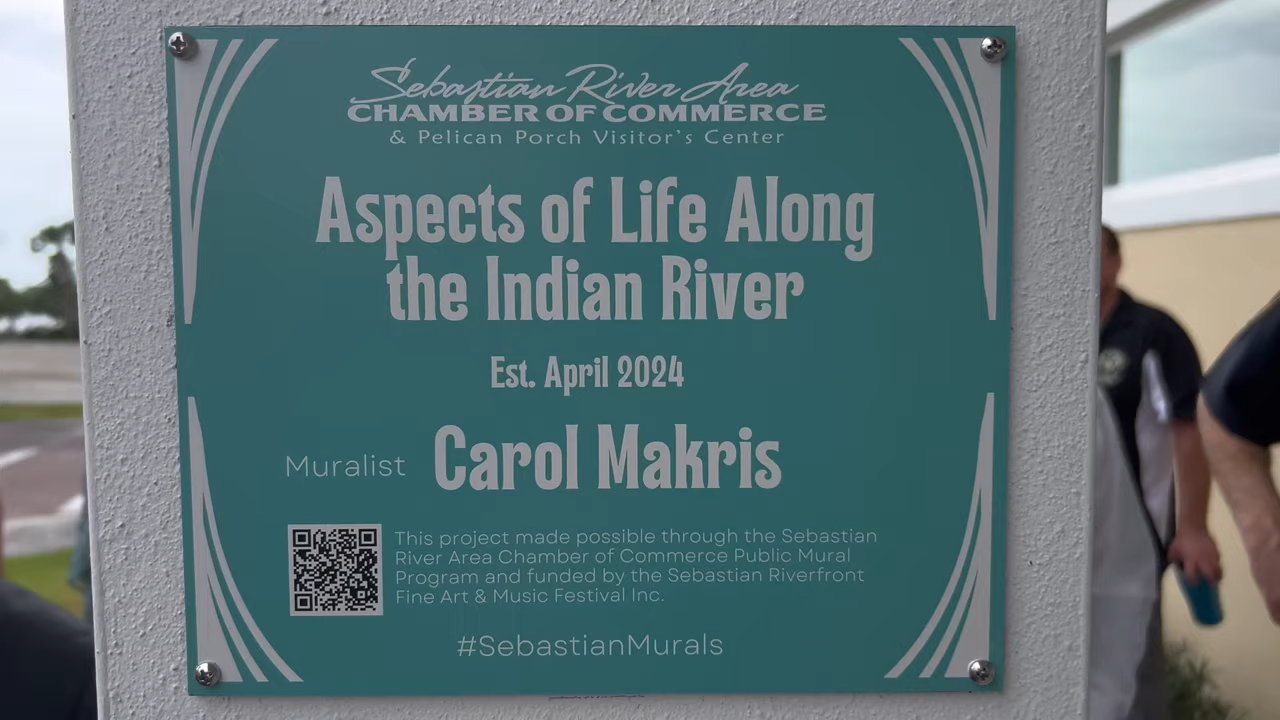 Sebastian River Area
CHAMBER OF COMMERCE
& Pelican Porch Visitor's Center
Aspects of Life Along
the Indian River
Est. April 2024
Muralist Carol Makris
This project made possible through the Sebastian
River Area Chamber of Commerce Public Mural
Program and funded by the Sebastian Riverfront
Fine Art & Music Festival Inc.
#SebastianMurals